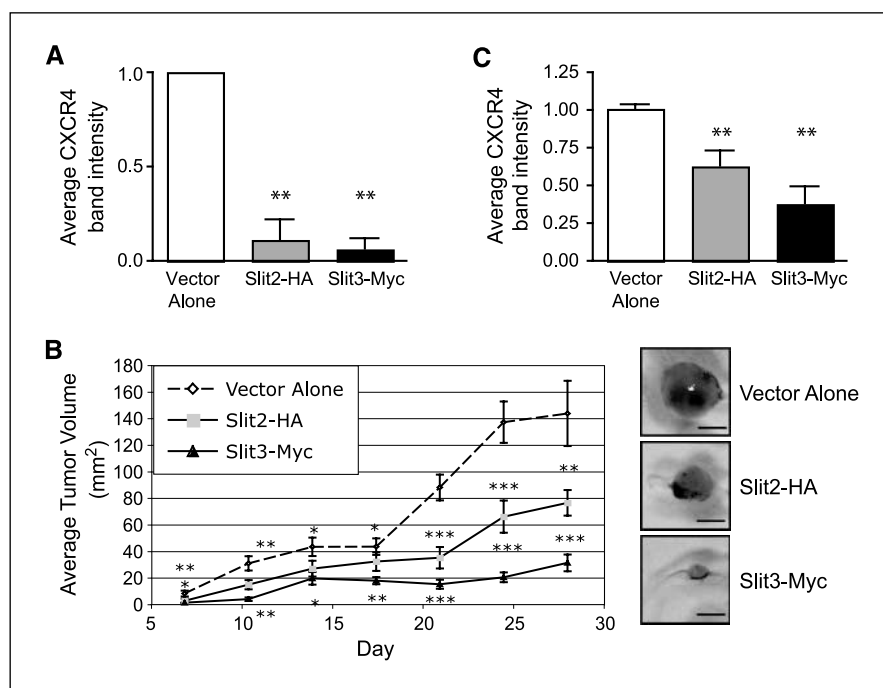 A
Average CXCR4
band intensity
1.0
0.5
0.0
** **
Vector
Alone
Slit2-HA
Slit3-Myc
C
Average CXCR4
band intensity
1.25
1.00
0.75
0.50
0.25
0.00
** **
Vector
Alone
Slit2-HA
Slit3-Myc
B
Average Tumor Volume
(mm²)
180
160
140
120
100
80
60
40
20
0
Vector Alone
Slit2-HA
Slit3-Myc
** * ** * * *** *** **
** * ** *** *** ***
5 10 15 20 25 30
Day
Vector Alone
Slit2-HA
Slit3-Myc